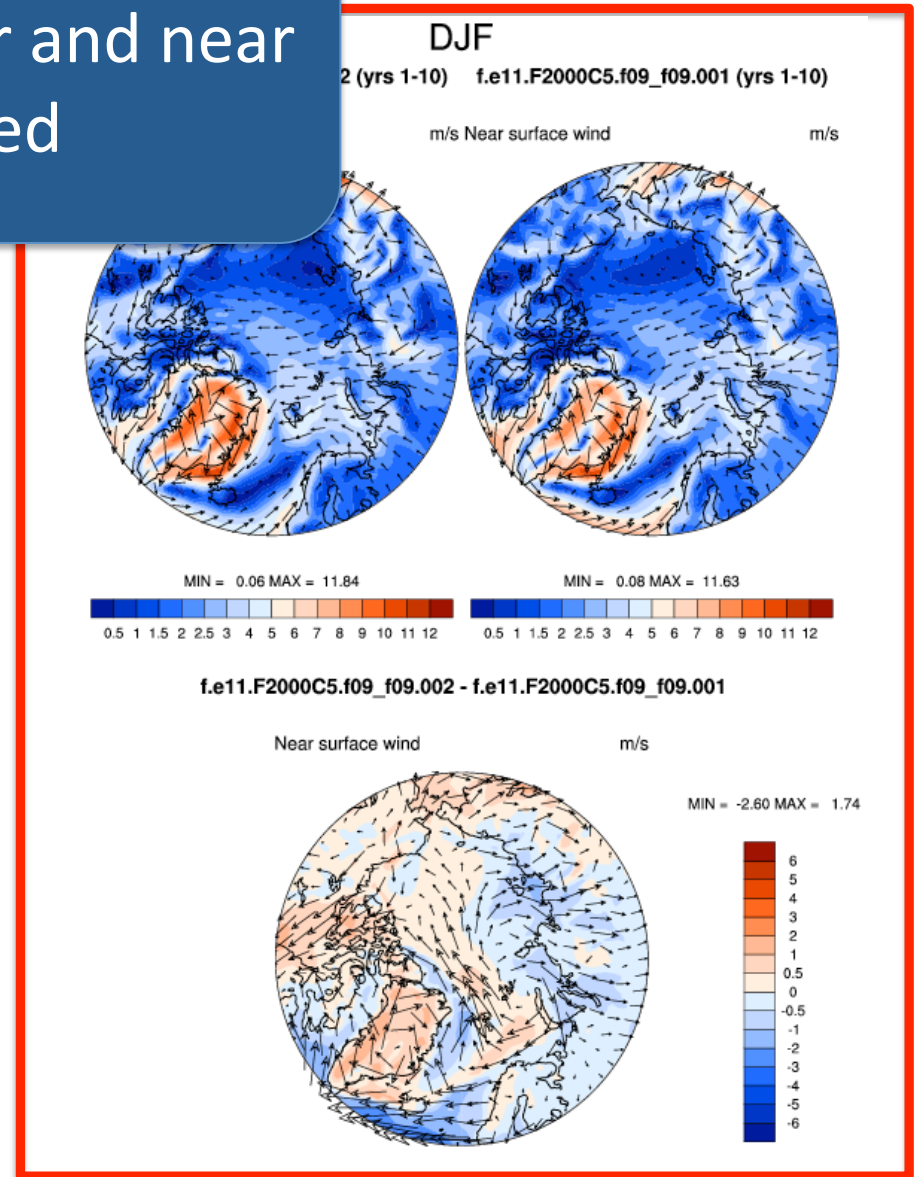 r and near
ed
DJF
2 (yrs 1-10) f.e11.F2000C5.f09_f09.001 (yrs 1-10)
m/s Near surface wind m/s
MIN = 0.06 MAX = 11.84 MIN = 0.08 MAX = 11.63
0.5 1 1.5 2 2.5 3 4 5 6 7 8 9 10 11 12 0.5 1 1.5 2 2.5 3 4 5 6 7 8 9 10 11 12
f.e11.F2000C5.f09_f09.002 - f.e11.F2000C5.f09_f09.001
Near surface wind m/s
MIN = -2.60 MAX = 1.74
6
5
4
3
2
1
0.5
0
-0.5
-1
-2
-3
-4
-5
-6